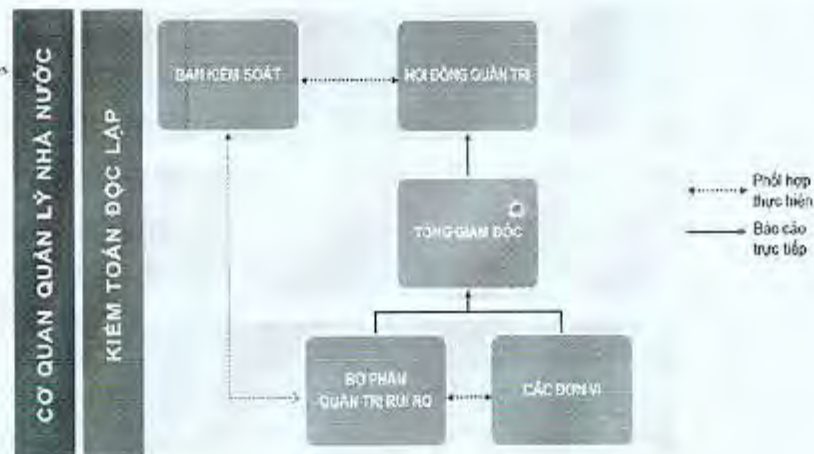 CƠ QUAN QUẢN LÝ NHÀ NƯỚC
KIỂM TOÁN ĐỘC LẬP
BAN KIỂM SOÁT
HỘI ĐỒNG QUẢN TRỊ
TỔNG GIÁM ĐỐC
BỘ PHẬN
QUẢN TRỊ RỦI RO
CÁC ĐƠN VỊ
Phối hợp
thực hiện
Báo cáo
trực tiếp